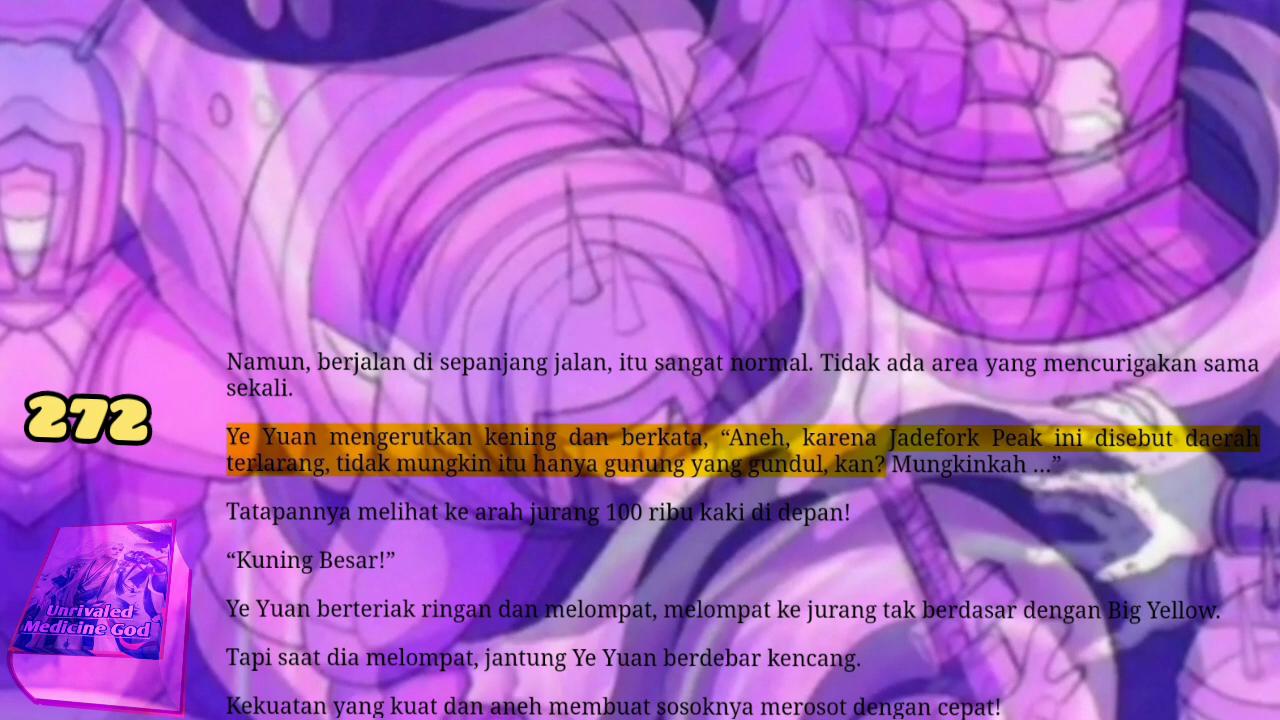 Namun, berjalan di sepanjang jalan, itu sangat normal. Tidak ada area yang mencurigakan sama
sekali.
272
Ye Yuan mengerutkan kening dan berkata, “Aneh, karena Jadefork Peak ini disebut daerah
terlarang, tidak mungkin itu hanya gunung yang gundul, kan? Mungkinkah ...”
Tatapannya melihat ke arah jurang 100 ribu kaki di depan!
“Kuning Besar!”
Ye Yuan berteriak ringan dan melompat, melompat ke jurang tak berdasar dengan Big Yellow.
Unrivaled
Medicine God
Tapi saat dia melompat, jantung Ye Yuan berdebar kencang.
Kekuatan yang kuat dan aneh membuat sosoknya merosot dengan cepat!